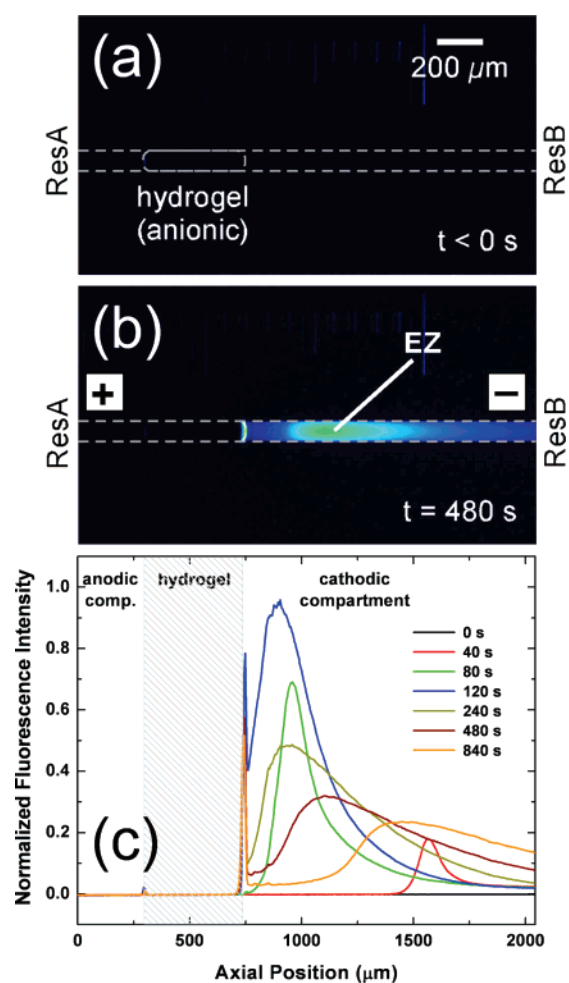 (a)
200 µm
ResA
ResB
hydrogel
(anionic)
t < 0 s
(b)
EZ
+
−
ResA
ResB
t = 480 s
anodic
comp.
hydrogel
cathodic
compartment
0 s
40 s
80 s
120 s
240 s
480 s
840 s
(c)
Normalized Fluorescence Intensity
1.0
0.8
0.6
0.4
0.2
0.0
0
500
1000
1500
2000
Axial Position (µm)